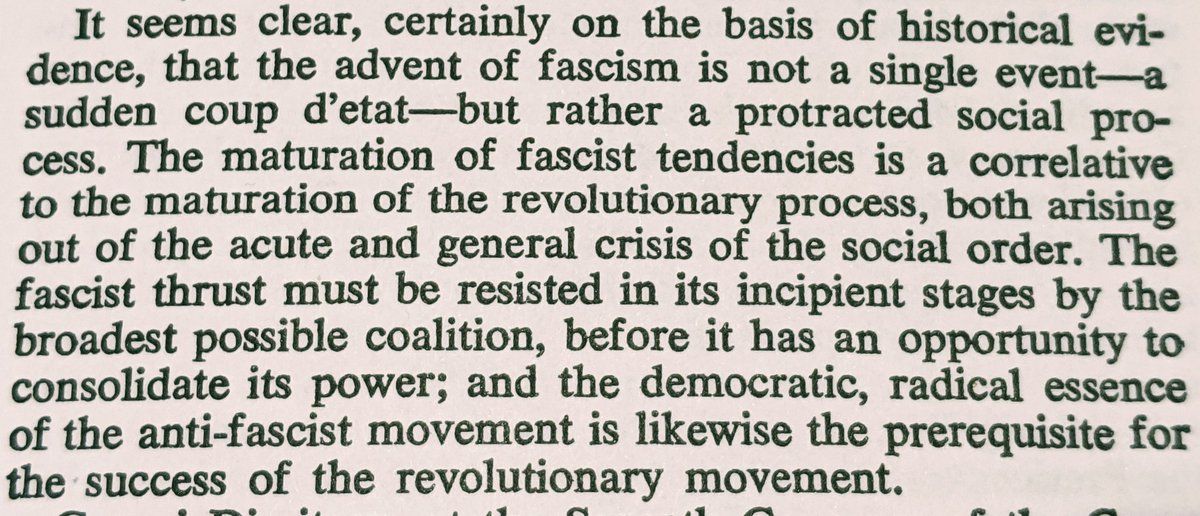 It seems clear, certainly on the basis of historical evi-
dence, that the advent of fascism is not a single event—a
sudden coup d'etat—but rather a protracted social pro-
cess. The maturation of fascist tendencies is a correlative
to the maturation of the revolutionary process, both arising
out of the acute and general crisis of the social order. The
fascist thrust must be resisted in its incipient stages by the
broadest possible coalition, before it has an opportunity to
consolidate its power; and the democratic, radical essence
of the anti-fascist movement is likewise the prerequisite for
the success of the revolutionary movement.